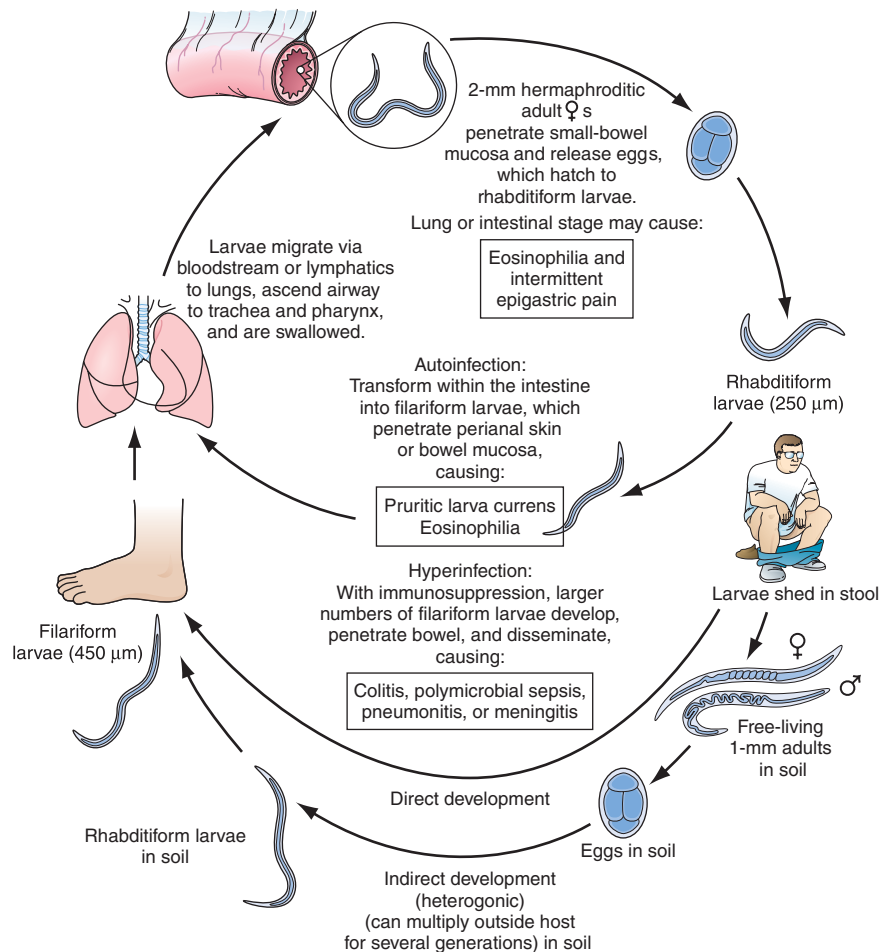 2-mm hermaphroditic
adult♀s
penetrate small-bowel
mucosa and release eggs,
which hatch to
rhabditiform larvae.
Lung or intestinal stage may cause:
Eosinophilia and
intermittent
epigastric pain
Larvae migrate via
bloodstream or lymphatics
to lungs, ascend airway
to trachea and pharynx,
and are swallowed.
Rhabditiform
larvae (250 μm)
Autoinfection:
Transform within the intestine
into filariform larvae, which
penetrate perianal skin
or bowel mucosa,
causing:
Pruritic larva currens
Eosinophilia
Hyperinfection:
With immunosuppression, larger
numbers of filariform larvae develop,
penetrate bowel, and disseminate,
causing:
Colitis, polymicrobial sepsis,
pneumonitis, or meningitis
Larvae shed in stool
♀
♂
Free-living
1-mm adults
in soil
Filariform
larvae (450 μm)
Direct development
Eggs in soil
Rhabditiform larvae
in soil
Indirect development
(heterogonic)
(can multiply outside host
for several generations) in soil